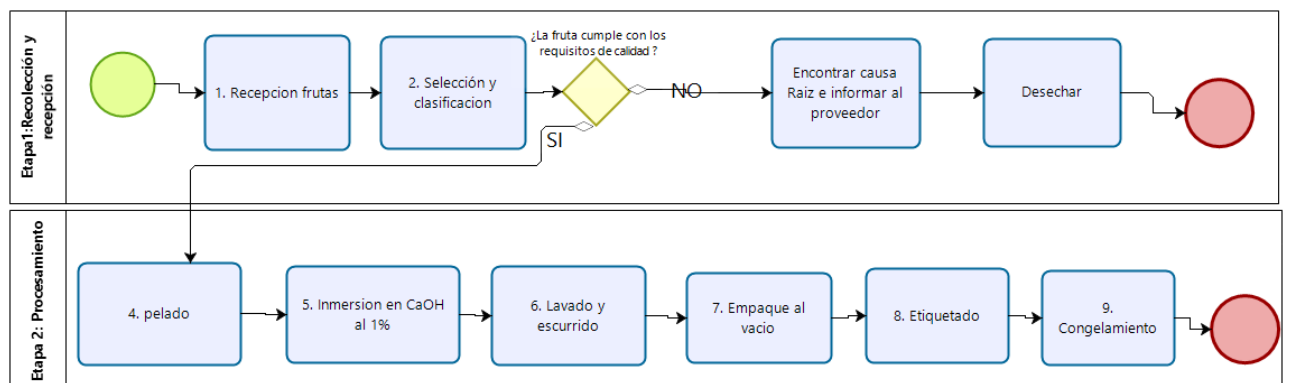 Etapa1:Recolección y
recepción
1. Recepcion frutas
2. Selección y
clasificacion
¿La fruta cumple con los
requisitos de calidad ?
NO
SI
Encontrar causa
Raiz e informar al
proveedor
Desechar
Etapa 2: Procesamiento
4. pelado
5. Inmersion en CaOH
al 1%
6. Lavado y
escurrido
7. Empaque al
vacio
8. Etiquetado
9.
Congelamiento